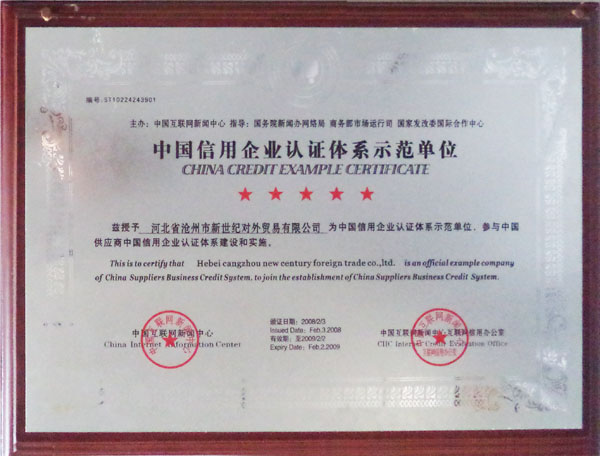 编号.ST10224243901
主办：中国互联网新闻中心 指导：国务院新闻办网络局 商务部市场运行司 国家发改委国际合作中心
中国信用企业认证体系示范单位
CHINA CREDIT EXAMPLE CERTIFICATE
兹授予 河北省沧州市新世纪对外贸易有限公司 为中国信用企业认证体系示范单位，参与中国
供应商中国信用企业认证体系建设和实施。
This is to certify that Hebei cangzhou new century foreign trade co.,ltd. is an official example company
of China Suppliers Business Credit System, to join the establishment of China Suppliers Business Credit System.
中国互联网新闻中心
China Internet Information Center
颁证日期：2008/2/3
Issued Date: Feb.3.2008
有效期：至2009/2/2
Expiry Date: Feb.2,2009
中国互联网新闻中心互联网信用办公室
CIIC Internet Credit Evaluation Office